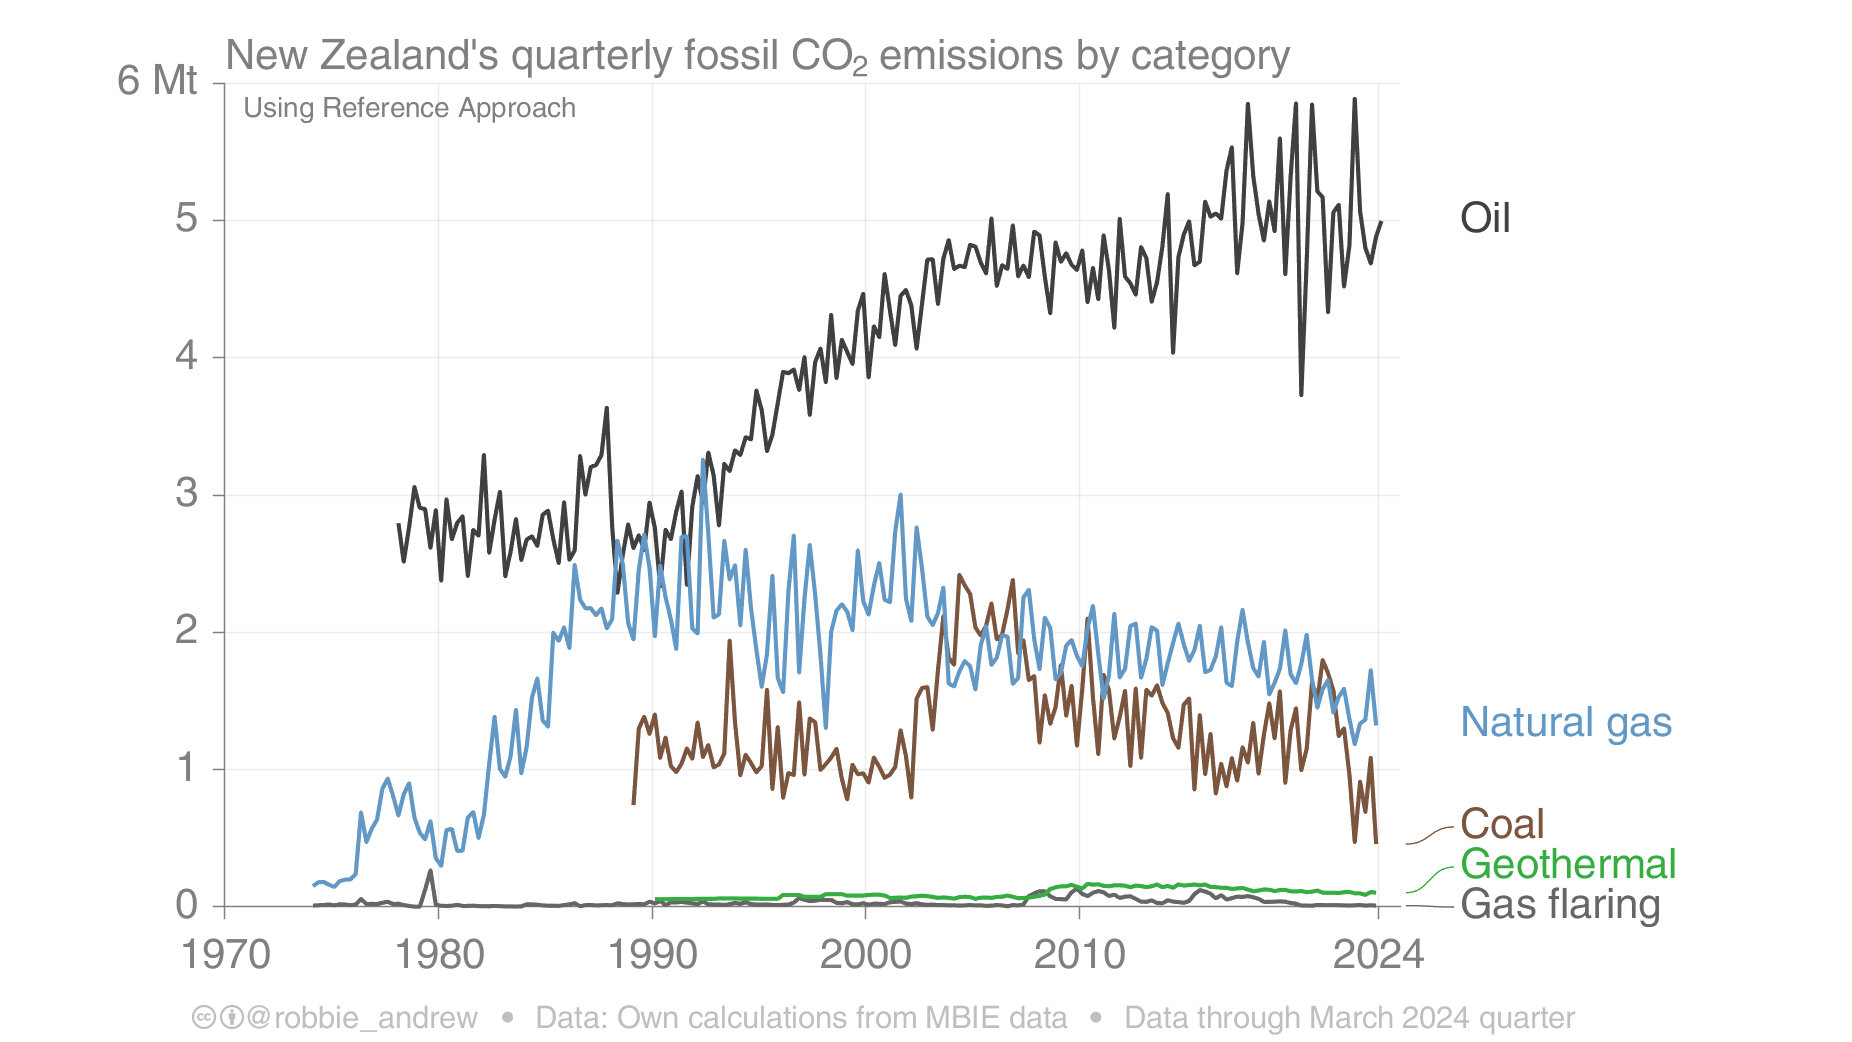 New Zealand's quarterly fossil CO₂ emissions by category
6 Mt
Using Reference Approach
5
Oil
4
3
2
Natural gas
1
Coal
Geothermal
0
Gas flaring
1970 1980 1990 2000 2010 2024
@robbie_andrew • Data: Own calculations from MBIE data • Data through March 2024 quarter